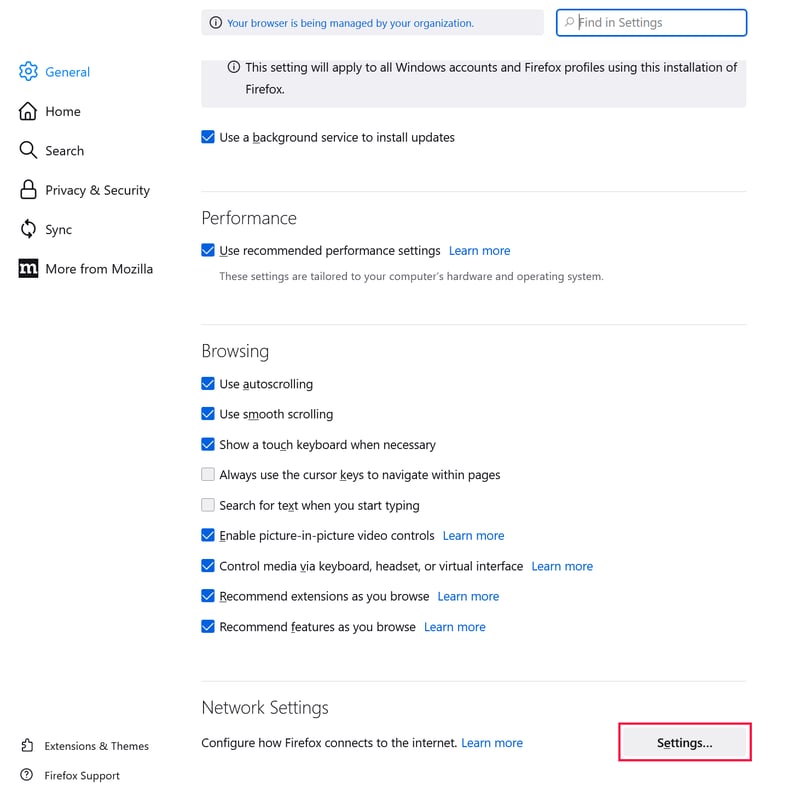 Your browser is being managed by your organization.
Find in Settings
General
Home
Search
Privacy & Security
Sync
m More from Mozilla
This setting will apply to all Windows accounts and Firefox profiles using this installation of
Firefox.
Use a background service to install updates
Performance
Use recommended performance settings Learn more
These settings are tailored to your computer's hardware and operating system.
Browsing
Use autoscrolling
Use smooth scrolling
Show a touch keyboard when necessary
Always use the cursor keys to navigate within pages
Search for text when you start typing
Enable picture-in-picture video controls Learn more
Control media via keyboard, headset, or virtual interface Learn more
Recommend extensions as you browse Learn more
Recommend features as you browse Learn more
Network Settings
Configure how Firefox connects to the internet. Learn more
Settings...
Extensions & Themes
Firefox Support